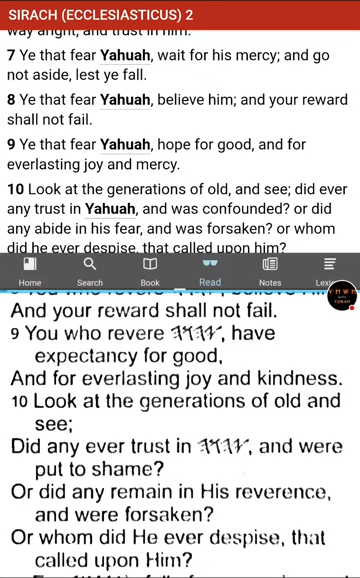 SIRACH (ECCLESIASTICUS) 2
way aright, and trust in him.
7 Ye that fear Yahuah, wait for his mercy; and go
not aside, lest ye fall.
8 Ye that fear Yahuah, believe him; and your reward
shall not fail.
9 Ye that fear Yahuah, hope for good, and for
everlasting joy and mercy.
10 Look at the generations of old, and see; did ever
any trust in Yahuah, and was confounded? or did
any abide in his fear, and was forsaken? or whom
did he ever despise, that called upon him?
Home Search Book Read Notes
Y H W H
YORAH
And your reward shall not fail.
9 You who revere 𐤉𐤄𐤅𐤄, have
expectancy for good,
And for everlasting joy and kindness.
10 Look at the generations of old and
see;
Did any ever trust in 𐤉𐤄𐤅𐤄, and were
put to shame?
Or did any remain in His reverence,
and were forsaken?
Or whom did He ever despise, that
called upon Him?